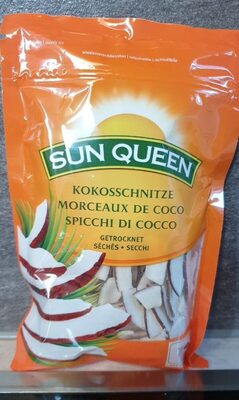 SUN QUEEN
KOKOSSCHNITZE
MORCEAUX DE COCO
SPICCHI DI COCCO
GETROCKNET
SÉCHÉS • SECCHI